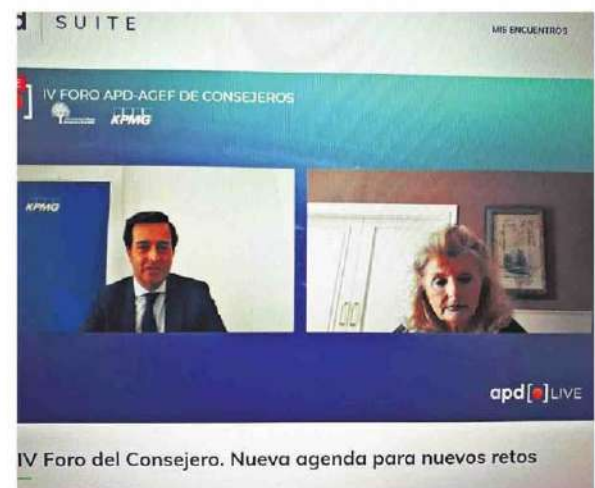 d | SUITE
MIS ENCUENTROS
IV FORO APD-AGEF DE CONSEJEROS
KPMG
KPMG
apd[●]LIVE
IV Foro del Consejero. Nueva agenda para nuevos retos